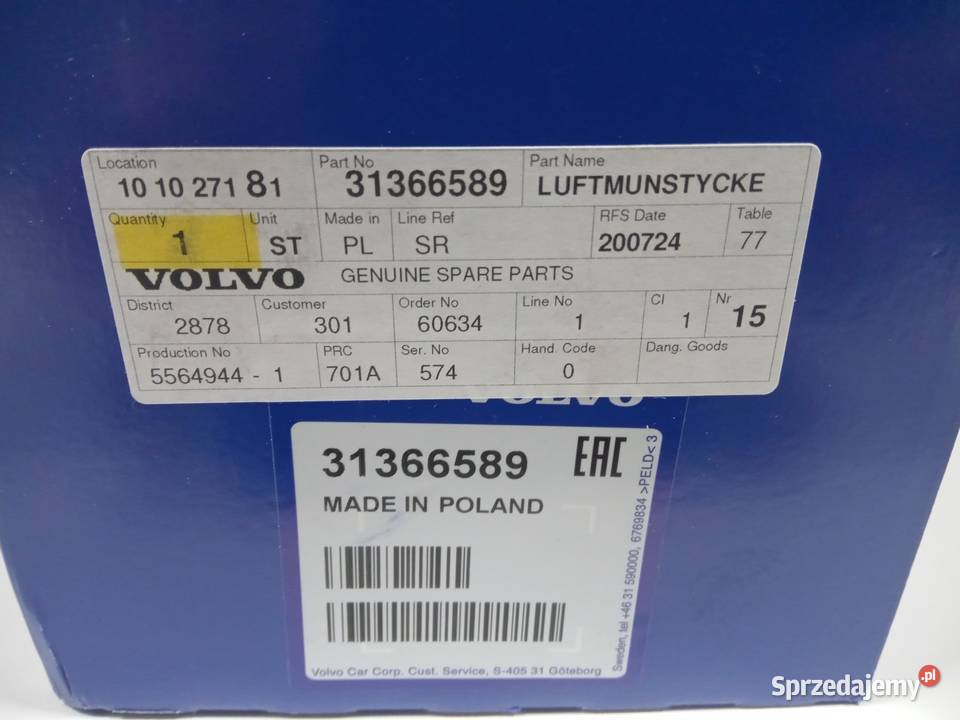 Location Part No Part Name
10 10 271 81 31366589 LUFTMUNSTYCKE
Quantity Unit Made in Line Ref RFS Date Table
1 ST PL SR 200724 77
VOLVO GENUINE SPARE PARTS
District Customer Order No Line No CI Nr
2878 301 60634 1 1 15
Production No PRC Ser. No Hand. Code Dang. Goods
5564944 - 1 701A 574 0
VOLVO
31366589 EAC
MADE IN POLAND
Volvo Car Corp. Cust. Service, S-405 31 Göteborg
Sweden, tel +46 31 590000, 6769834 >PELD< 3
Sprzedajemy.pl